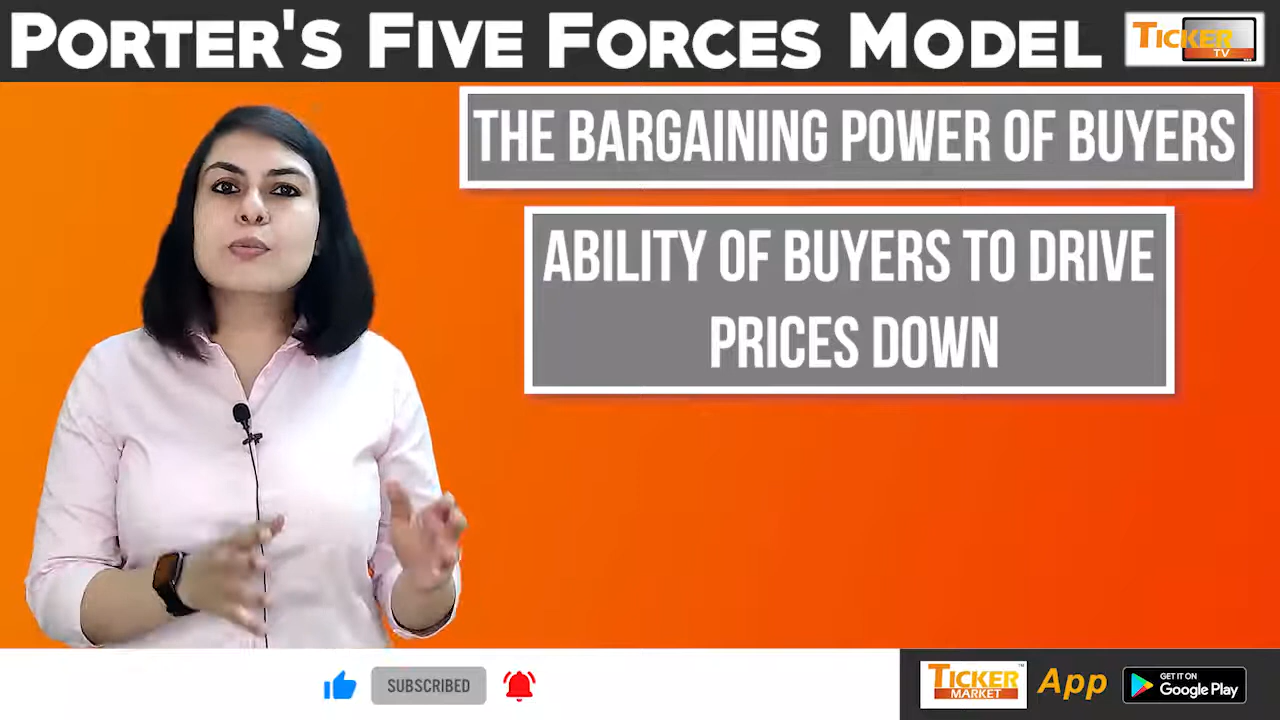 PORTER'S FIVE FORCES MODEL
TICKER
TV
THE BARGAINING POWER OF BUYERS
ABILITY OF BUYERS TO DRIVE
PRICES DOWN
SUBSCRIBED
TICKER
MARKET
App
GET IT ON
Google Play